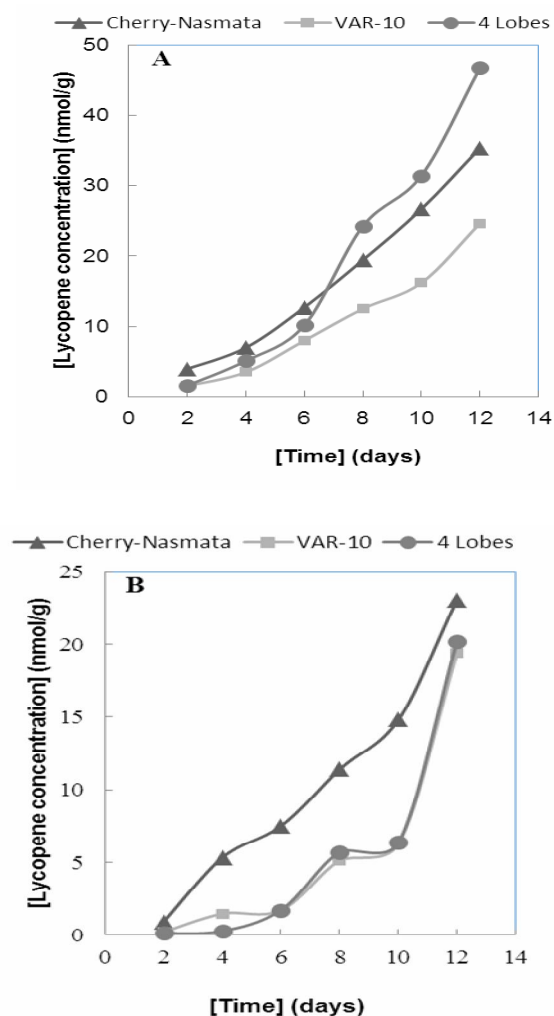 Cherry-Nasmata VAR-10 4 Lobes
A
50
40
30
20
10
0
0 2 4 6 8 10 12 14
[Lycopene concentration] (nmol/g)
[Time] (days)
Cherry-Nasmata VAR-10 4 Lobes
B
25
20
15
10
5
0
0 2 4 6 8 10 12 14
[Lycopene concentration] (nmol/g)
[Time] (days)